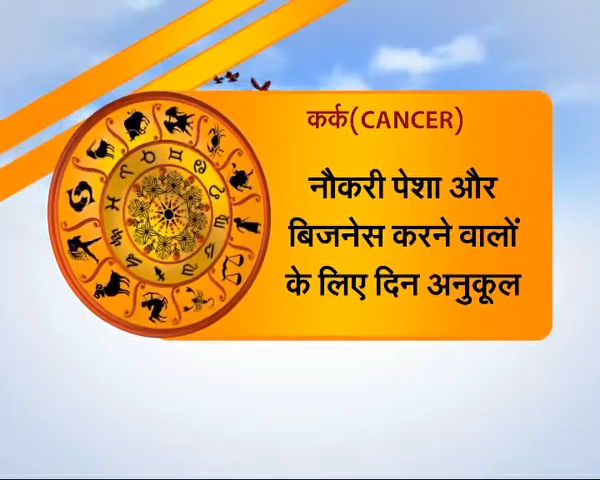 कर्क(CANCER)
नौकरी पेशा और
बिजनेस करने वालों
के लिए दिन अनुकूल